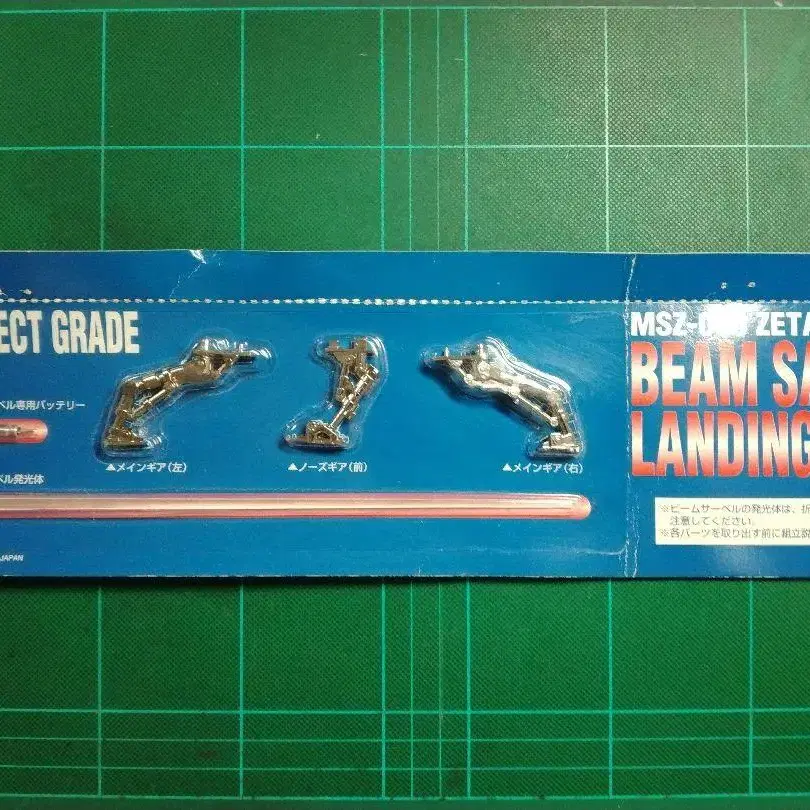 ECT GRADE
ベル専用バッテリー
ベル発光体
▲メインギア(左)
▲ノーズギア(前)
▲メインギア(右)
JAPAN
MSZ-0 ZETA
BEAM SA
LANDING
※ビームサーベルの発光体は、折
注意してください。
※各パーツを取り出す前に組立説